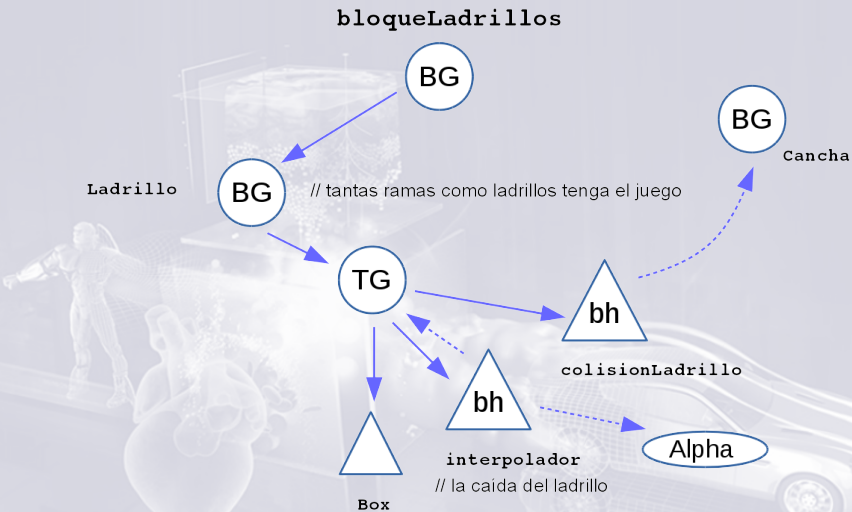 bloqueLadrillos
BG
BG
Cancha
Ladrillo
BG
// tantas ramas como ladrillos tenga el juego
TG
bh
colisionLadrillo
bh
Alpha
interpolador
// la caida del ladrillo
Box